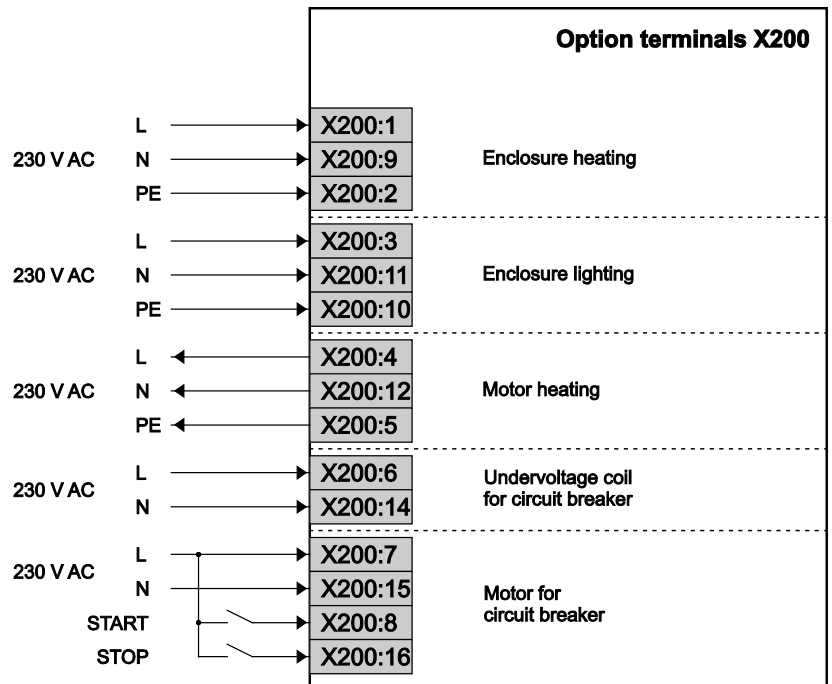 Option terminals X200
L X200:1
230 V AC N X200:9 Enclosure heating
PE X200:2
L X200:3
230 V AC N X200:11 Enclosure lighting
PE X200:10
L X200:4
230 V AC N X200:12 Motor heating
PE X200:5
L X200:6
230 V AC
Undervoltage coil
for circuit breaker
N X200:14
L X200:7
230 V AC
N X200:15
Motor for
circuit breaker
START X200:8
STOP X200:16